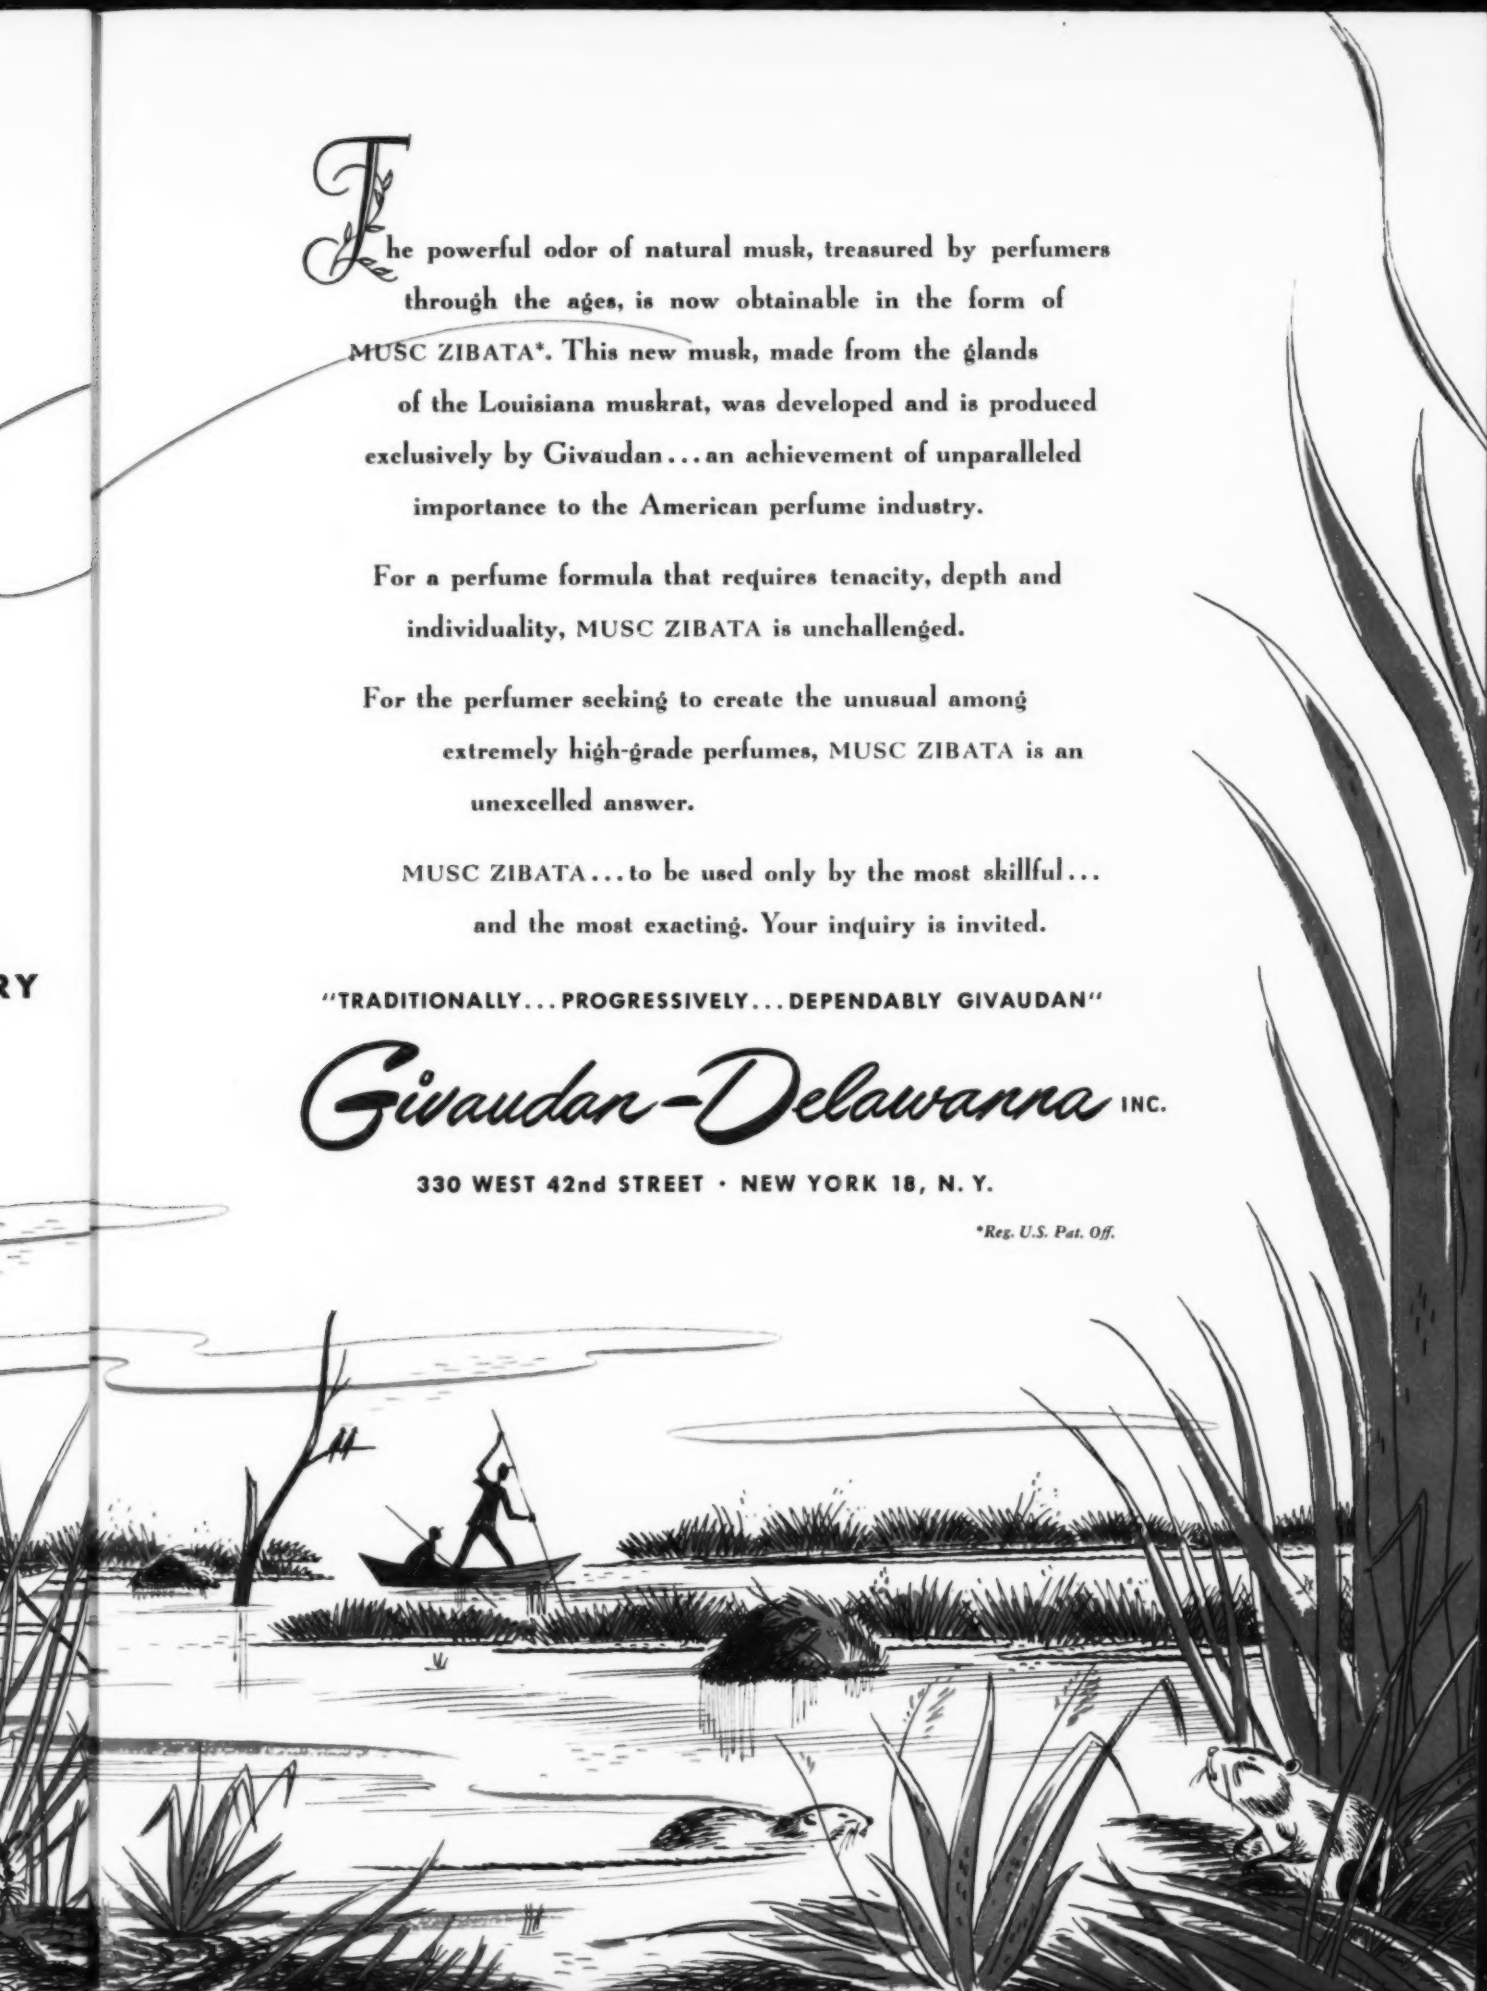 The powerful odor of natural musk, treasured by perfumers
through the ages, is now obtainable in the form of
MUSC ZIBATA*. This new musk, made from the glands
of the Louisiana muskrat, was developed and is produced
exclusively by Givaudan...an achievement of unparalleled
importance to the American perfume industry.
For a perfume formula that requires tenacity, depth and
individuality, MUSC ZIBATA is unchallenged.
For the perfumer seeking to create the unusual among
extremely high-grade perfumes, MUSC ZIBATA is an
unexcelled answer.
MUSC ZIBATA...to be used only by the most skillful...
and the most exacting. Your inquiry is invited.
RY
"TRADITIONALLY...PROGRESSIVELY...DEPENDABLY GIVAUDAN"
Givaudan-Delawanna INC.
330 WEST 42nd STREET • NEW YORK 18, N. Y.
*Reg. U.S. Pat. Off.